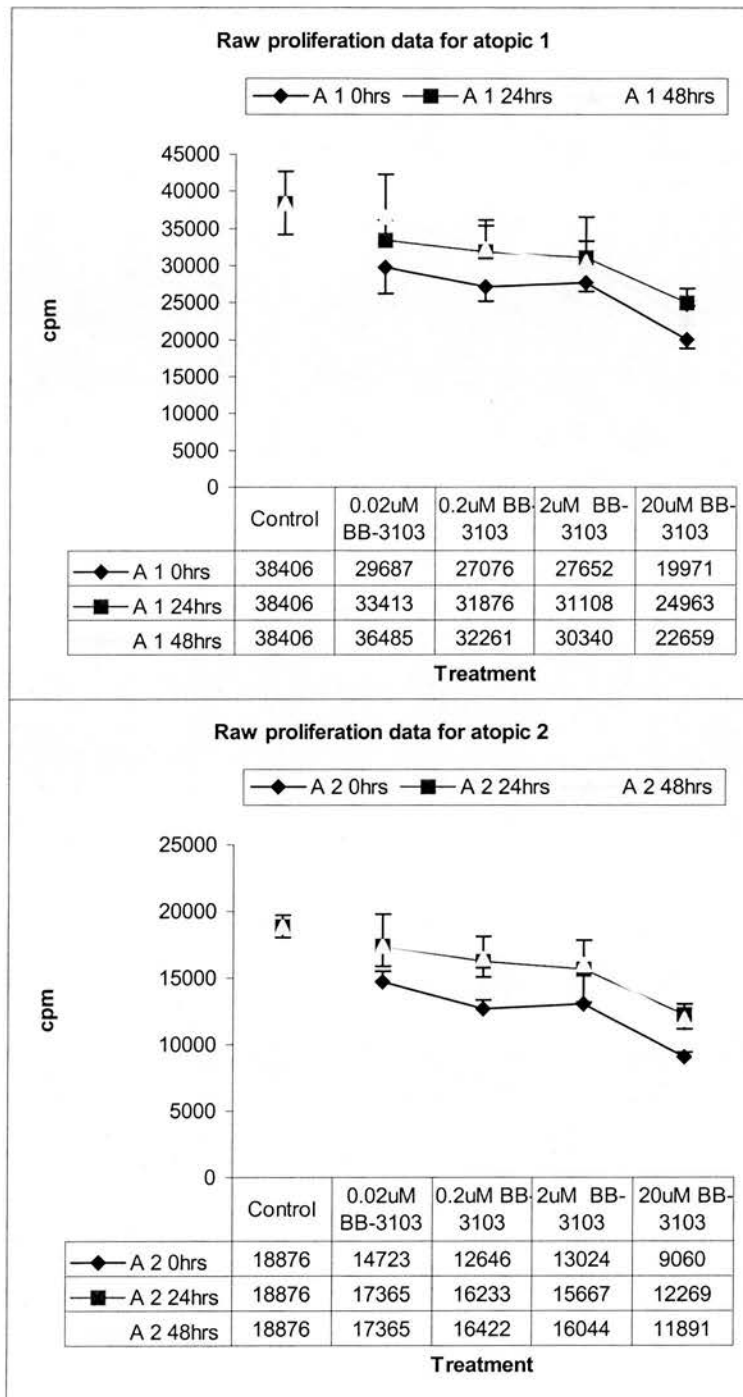 Raw proliferation data for atopic 1
A 1 0hrs A 1 24hrs A 1 48hrs
45000
40000
35000
30000
25000
20000
15000
10000
5000
0
cpm
Control 0.02uM BB-3103 0.2uM BB-3103 2uM BB-3103 20uM BB-3103
A 1 0hrs 38406 29687 27076 27652 19971
A 1 24hrs 38406 33413 31876 31108 24963
A 1 48hrs 38406 36485 32261 30340 22659
Treatment
Raw proliferation data for atopic 2
A 2 0hrs A 2 24hrs A 2 48hrs
25000
20000
15000
10000
5000
0
cpm
Control 0.02uM BB-3103 0.2uM BB-3103 2uM BB-3103 20uM BB-3103
A 2 0hrs 18876 14723 12646 13024 9060
A 2 24hrs 18876 17365 16233 15667 12269
A 2 48hrs 18876 17365 16422 16044 11891
Treatment